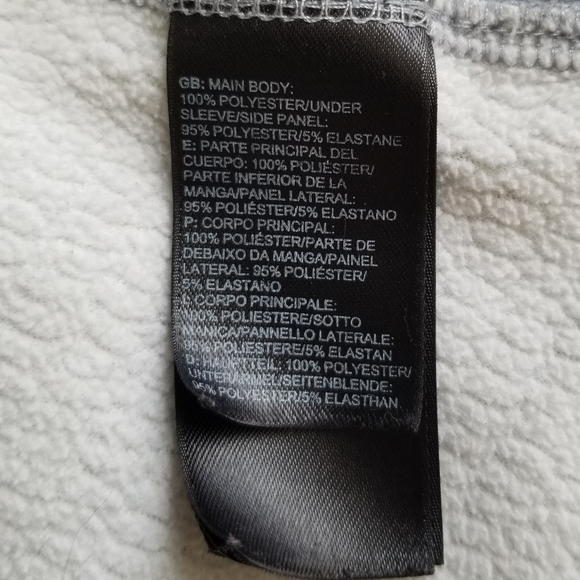 GB: MAIN BODY:
100% POLYESTER/UNDER
SLEEVE/SIDE PANEL:
95% POLYESTER/5% ELASTANE
E: PARTE PRINCIPAL DEL
CUERPO: 100% POLIÉSTER/
PARTE INFERIOR DE LA
MANGA/PANEL LATERAL:
95% POLIÉSTER/5% ELASTANO
P: CORPO PRINCIPAL:
100% POLIÉSTER/PARTE DE
DEBAIXO DA MANGA/PAINEL
LATERAL: 95% POLIÉSTER/
5% ELASTANO
I: CORPO PRINCIPALE:
100% POLIESTERE/SOTTO
MANICA/PANNELLO LATERALE:
POLIESTERE/5% ELASTAN
100% POLYESTER/
UNTERÄRMEL/SEITENBLENDE:
95% POLYESTER/5% ELASTHAN